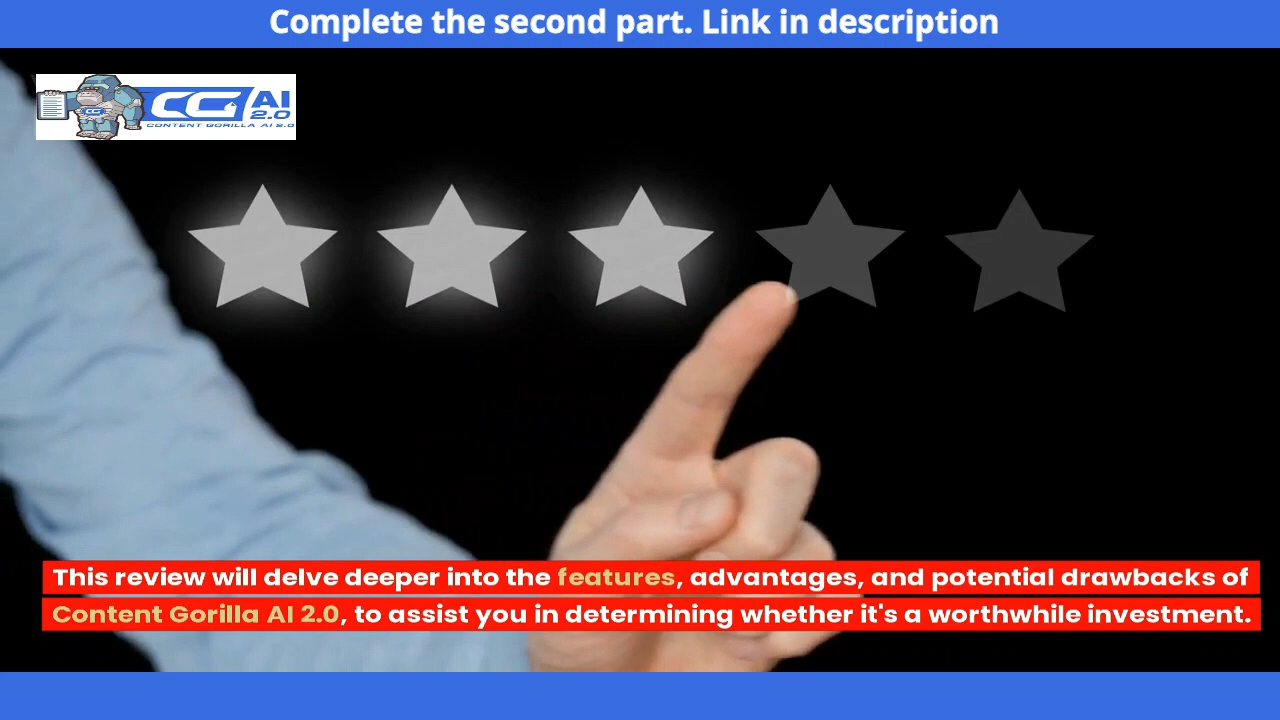 Complete the second part. Link in description
CG AI
2.0
CONTENT GORILLA AI 2.0
This review will delve deeper into the features, advantages, and potential drawbacks of
Content Gorilla AI 2.0, to assist you in determining whether it's a worthwhile investment.